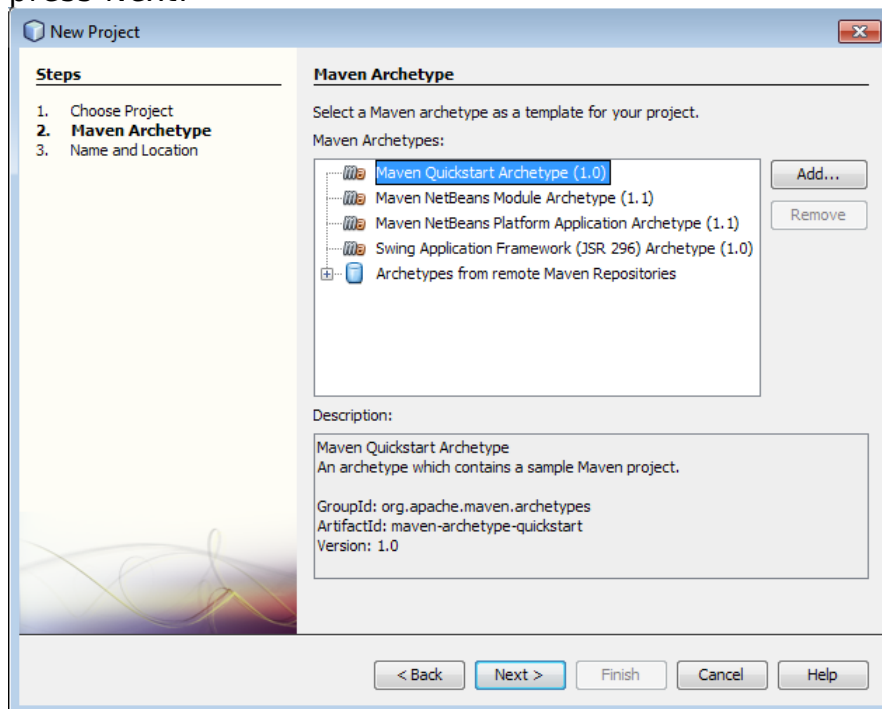 press Next.
New Project
Steps
1. Choose Project
2. Maven Archetype
3. Name and Location
Maven Archetype
Select a Maven archetype as a template for your project.
Maven Archetypes:
Maven Quickstart Archetype (1.0)
Maven NetBeans Module Archetype (1.1)
Maven NetBeans Platform Application Archetype (1.1)
Swing Application Framework (JSR 296) Archetype (1.0)
Archetypes from remote Maven Repositories
Add...
Remove
Description:
Maven Quickstart Archetype
An archetype which contains a sample Maven project.
GroupId: org.apache.maven.archetypes
ArtifactId: maven-archetype-quickstart
Version: 1.0
< Back Next > Finish Cancel Help